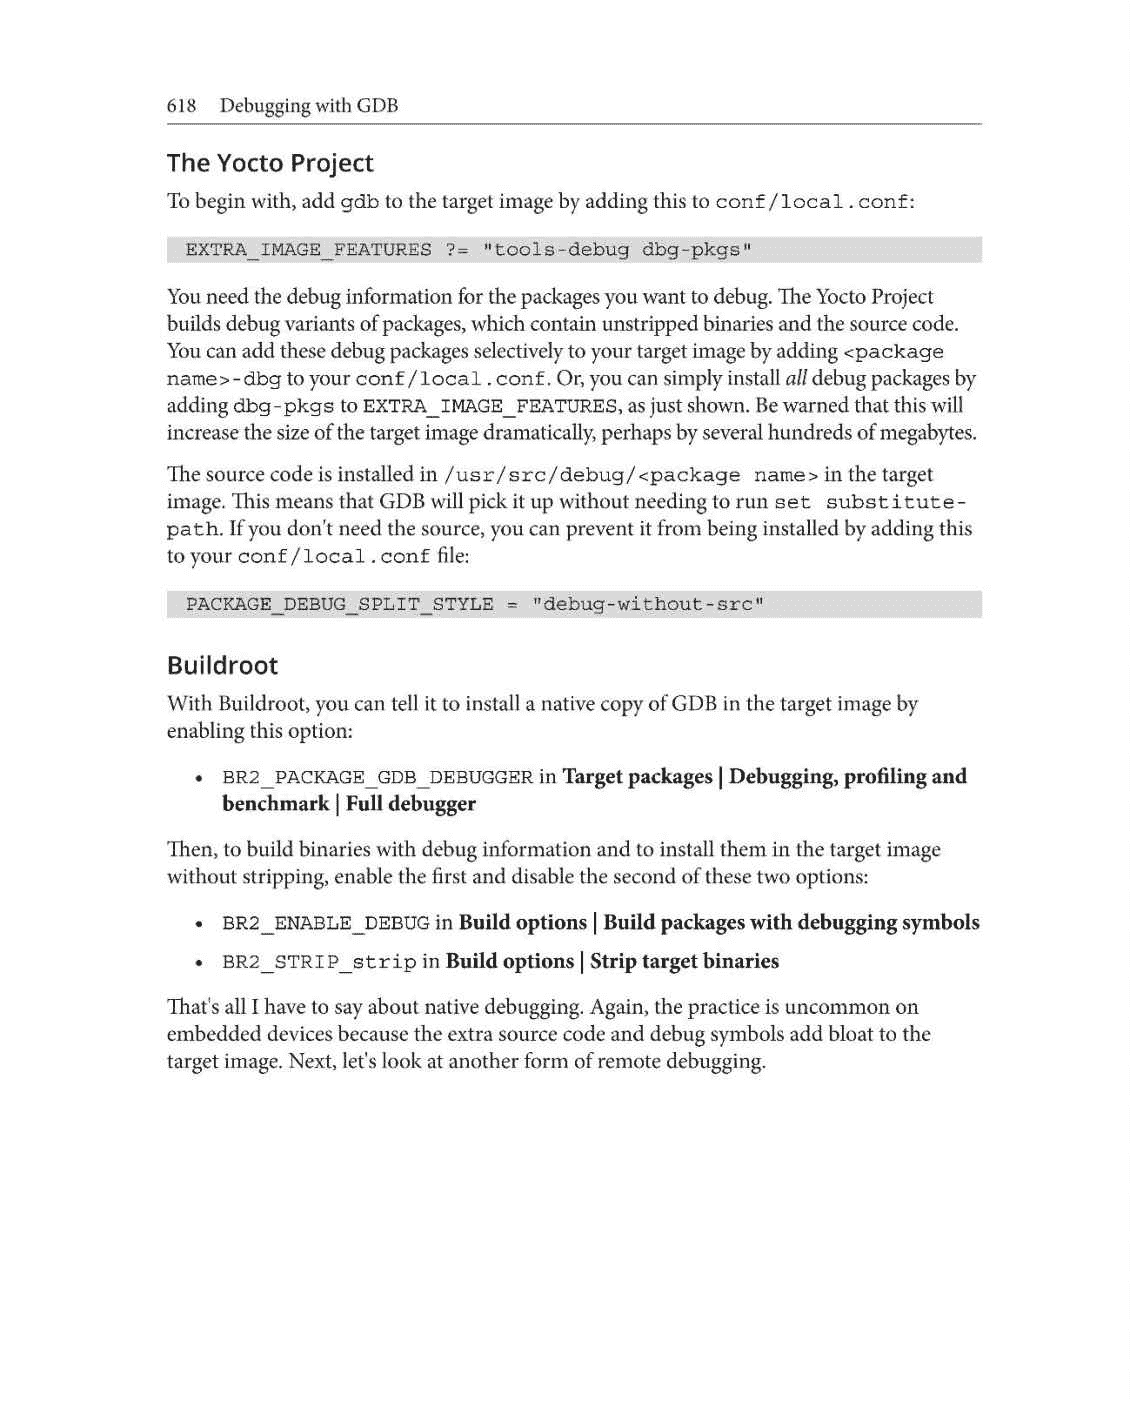 618 Debugging with GDB
The Yocto Project
To begin with, add gdb to the target image by adding this to conf/local.conf:
EXTRA_IMAGE_FEATURES ?= "tools-debug dbg-pkgs"
You need the debug information for the packages you want to debug. The Yocto Project
builds debug variants of packages, which contain unstripped binaries and the source code.
You can add these debug packages selectively to your target image by adding <package
name>-dbg to your conf/local.conf. Or, you can simply install all debug packages by
adding dbg-pkgs to EXTRA_IMAGE_FEATURES, as just shown. Be warned that this will
increase the size of the target image dramatically, perhaps by several hundreds of megabytes.
The source code is installed in /usr/src/debug/<package name> in the target
image. This means that GDB will pick it up without needing to run set substitute-
path. If you don't need the source, you can prevent it from being installed by adding this
to your conf/local.conf file:
PACKAGE_DEBUG_SPLIT_STYLE = "debug-without-src"
Buildroot
With Buildroot, you can tell it to install a native copy of GDB in the target image by
enabling this option:
• BR2_PACKAGE_GDB_DEBUGGER in Target packages | Debugging, profiling and
benchmark | Full debugger
Then, to build binaries with debug information and to install them in the target image
without stripping, enable the first and disable the second of these two options:
• BR2_ENABLE_DEBUG in Build options | Build packages with debugging symbols
• BR2_STRIP_strip in Build options | Strip target binaries
That's all I have to say about native debugging. Again, the practice is uncommon on
embedded devices because the extra source code and debug symbols add bloat to the
target image. Next, let's look at another form of remote debugging.